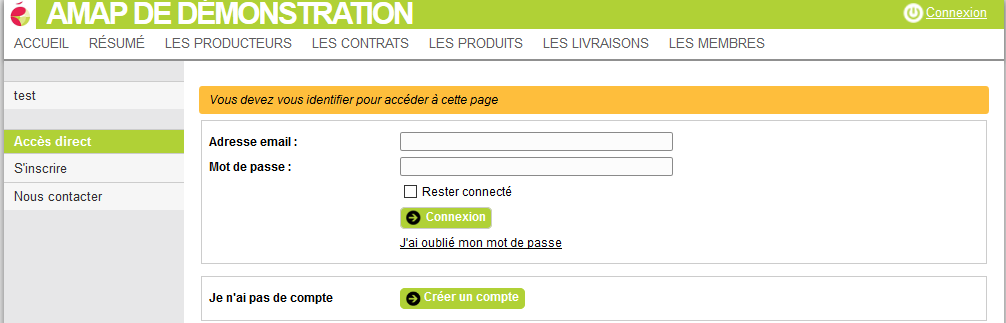 AMAP DE DÉMONSTRATION
Connexion
ACCUEIL RÉSUMÉ LES PRODUCTEURS LES CONTRATS LES PRODUITS LES LIVRAISONS LES MEMBRES
test
Accès direct
S'inscrire
Nous contacter
Vous devez vous identifier pour accéder à cette page
Adresse email :
Mot de passe :
Rester connecté
Connexion
J'ai oublié mon mot de passe
Je n'ai pas de compte
Créer un compte